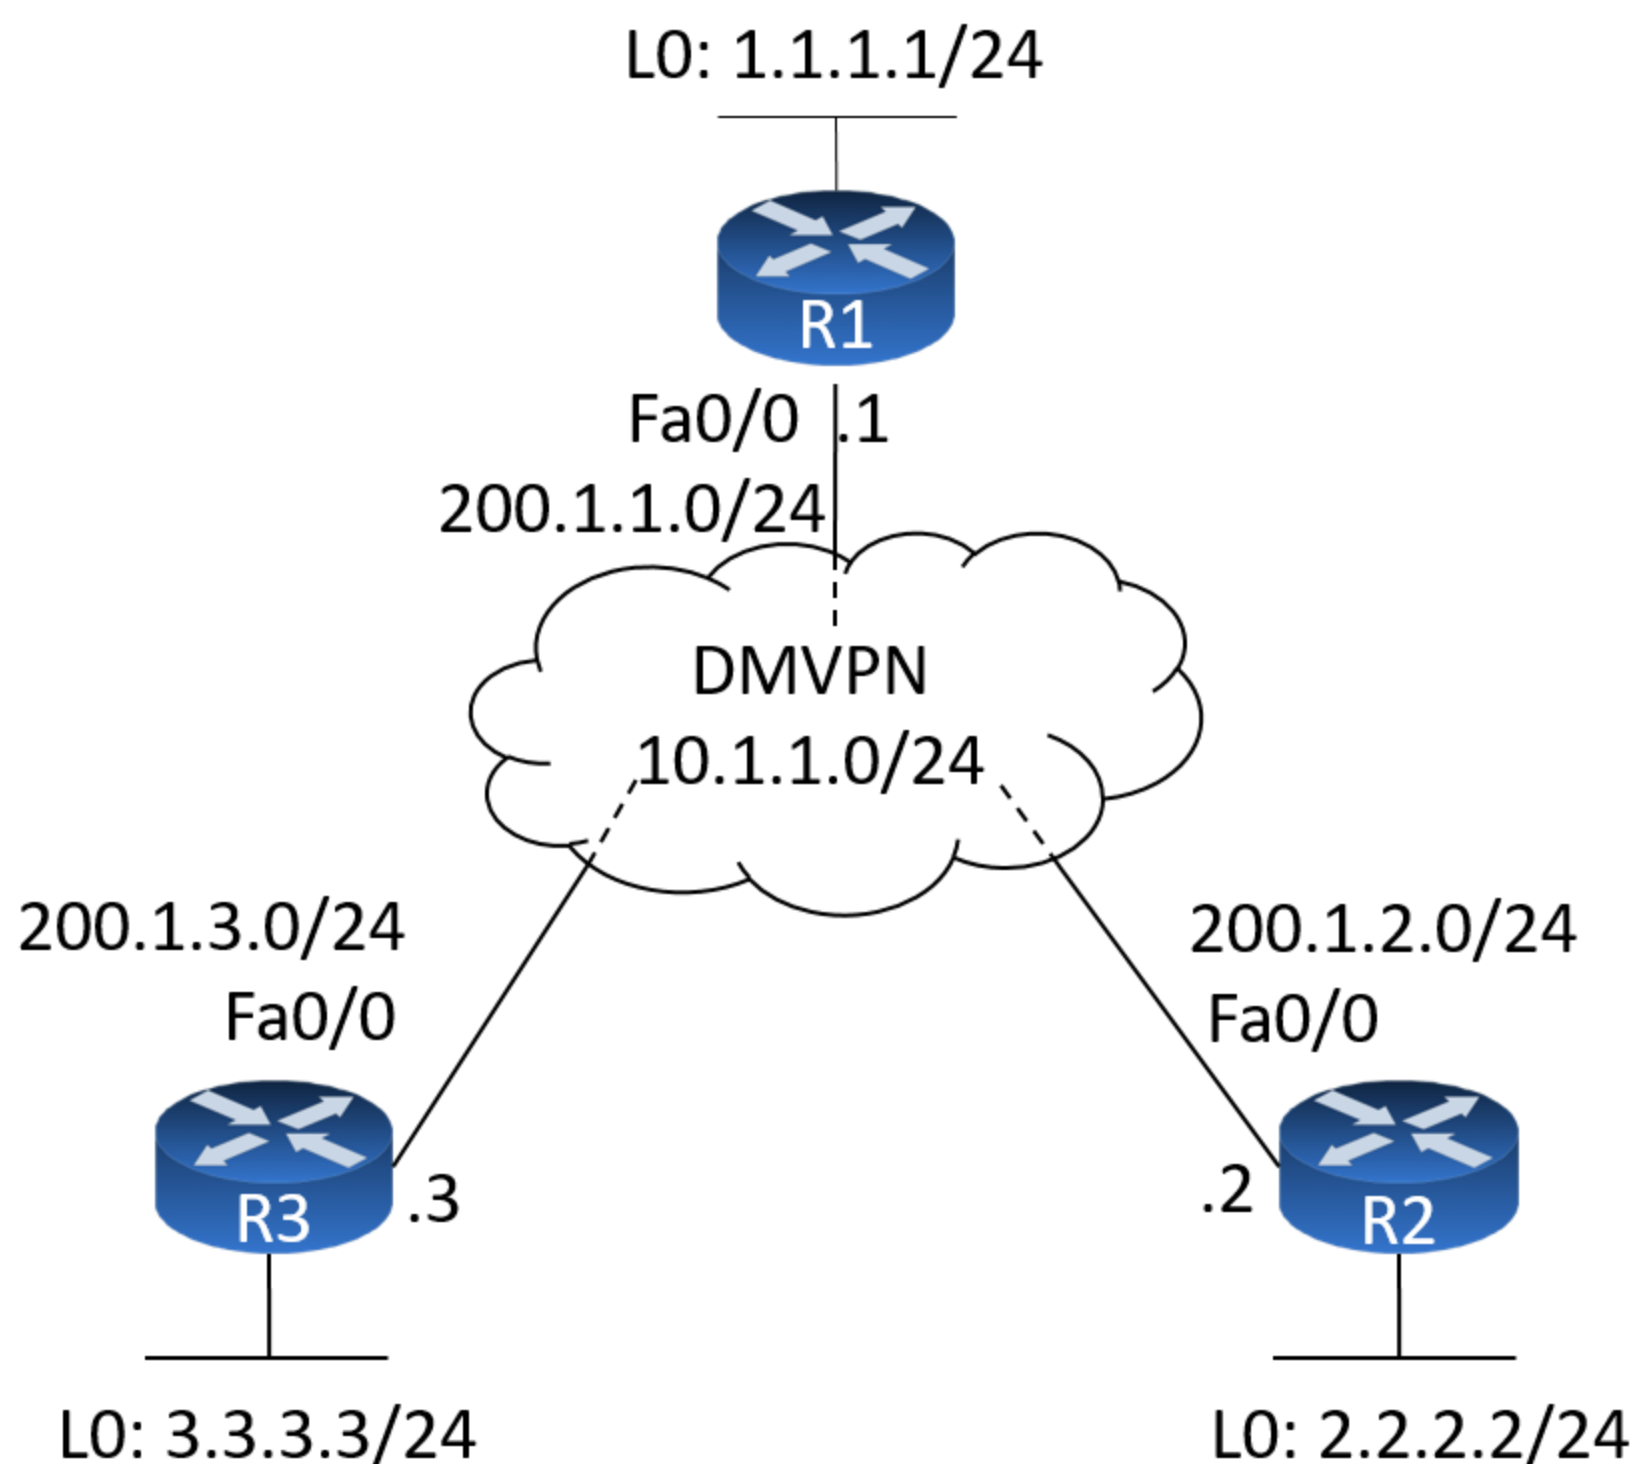 L0: 1.1.1.1/24
R1
Fa0/0 .1
200.1.1.0/24
DMVPN
10.1.1.0/24
200.1.3.0/24
Fa0/0
R3
.3
L0: 3.3.3.3/24
200.1.2.0/24
Fa0/0
.2
R2
L0: 2.2.2.2/24